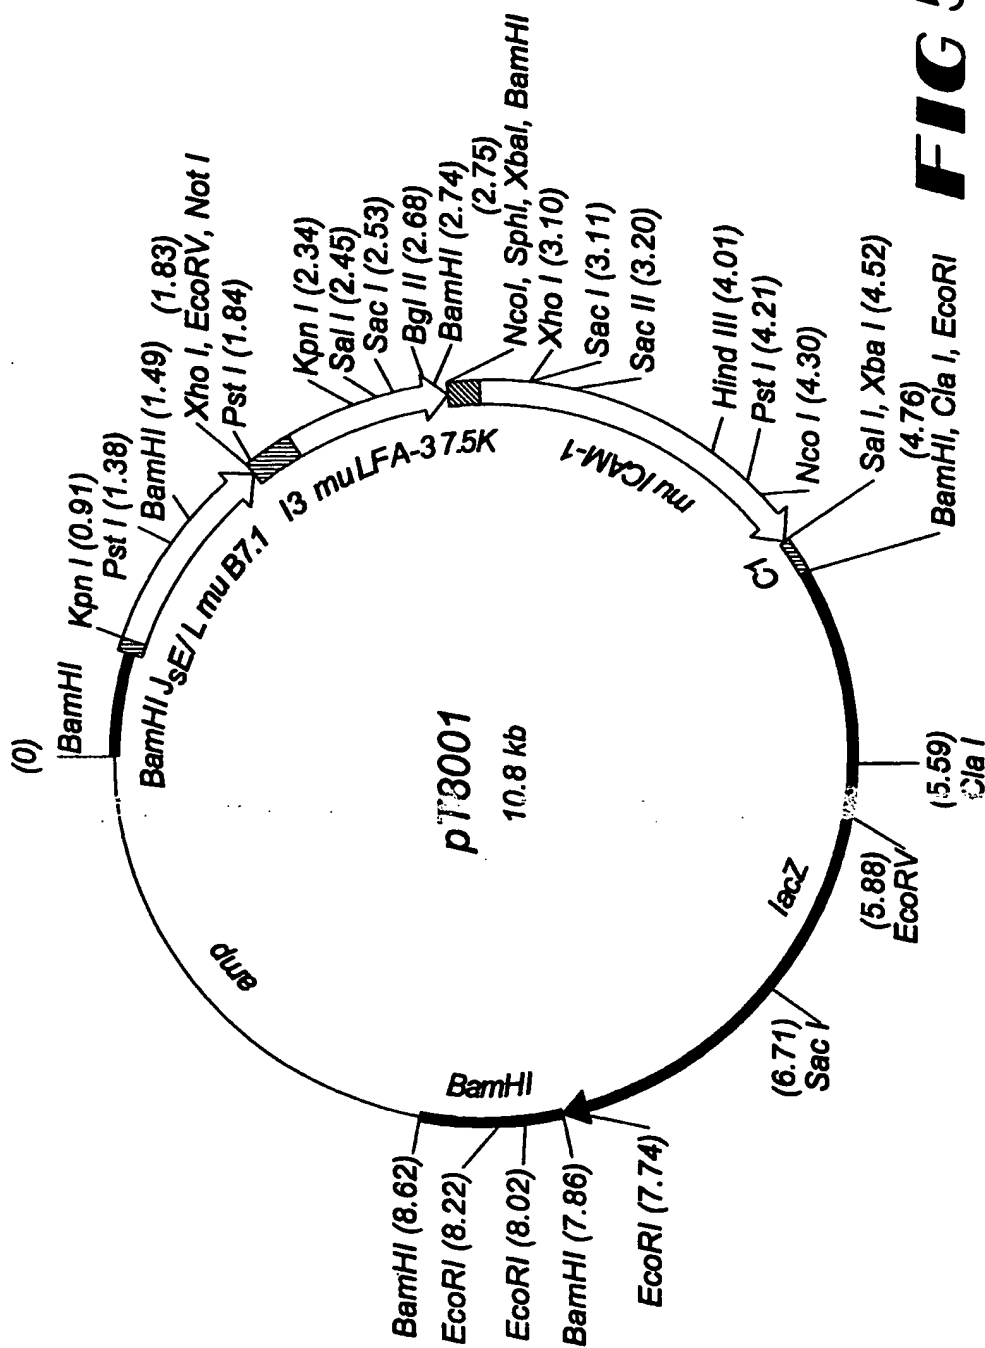 (0)
BamHI
Kpn I (0.91)
Pst I (1.38)
BamHI (1.49)
(1.83)
Xho I, EcoRV, Not I
Pst I (1.84)
Kpn I (2.34)
Sal I (2.45)
Sac I (2.53)
Bgl II (2.68)
BamHI (2.74)
(2.75)
NcoI, SphI, XbaI, BamHI
Xho I (3.10)
Sac I (3.11)
Sac II (3.20)
Hind III (4.01)
Pst I (4.21)
Nco I (4.30)
Sal I, Xba I (4.52)
(4.76)
BamHI, Cla I, EcoRI
(5.59)
Cla I
(5.88)
EcoRV
(6.71)
Sac I
EcoRI (7.74)
BamHI (7.86)
EcoRI (8.02)
EcoRI (8.22)
BamHI (8.62)
BamHI J
sE/L mu B7.1
I3 mu LFA-3 7.5K
mu ICAM-1
lacZ
BamHI
amp
10.8 kb
FIG 5